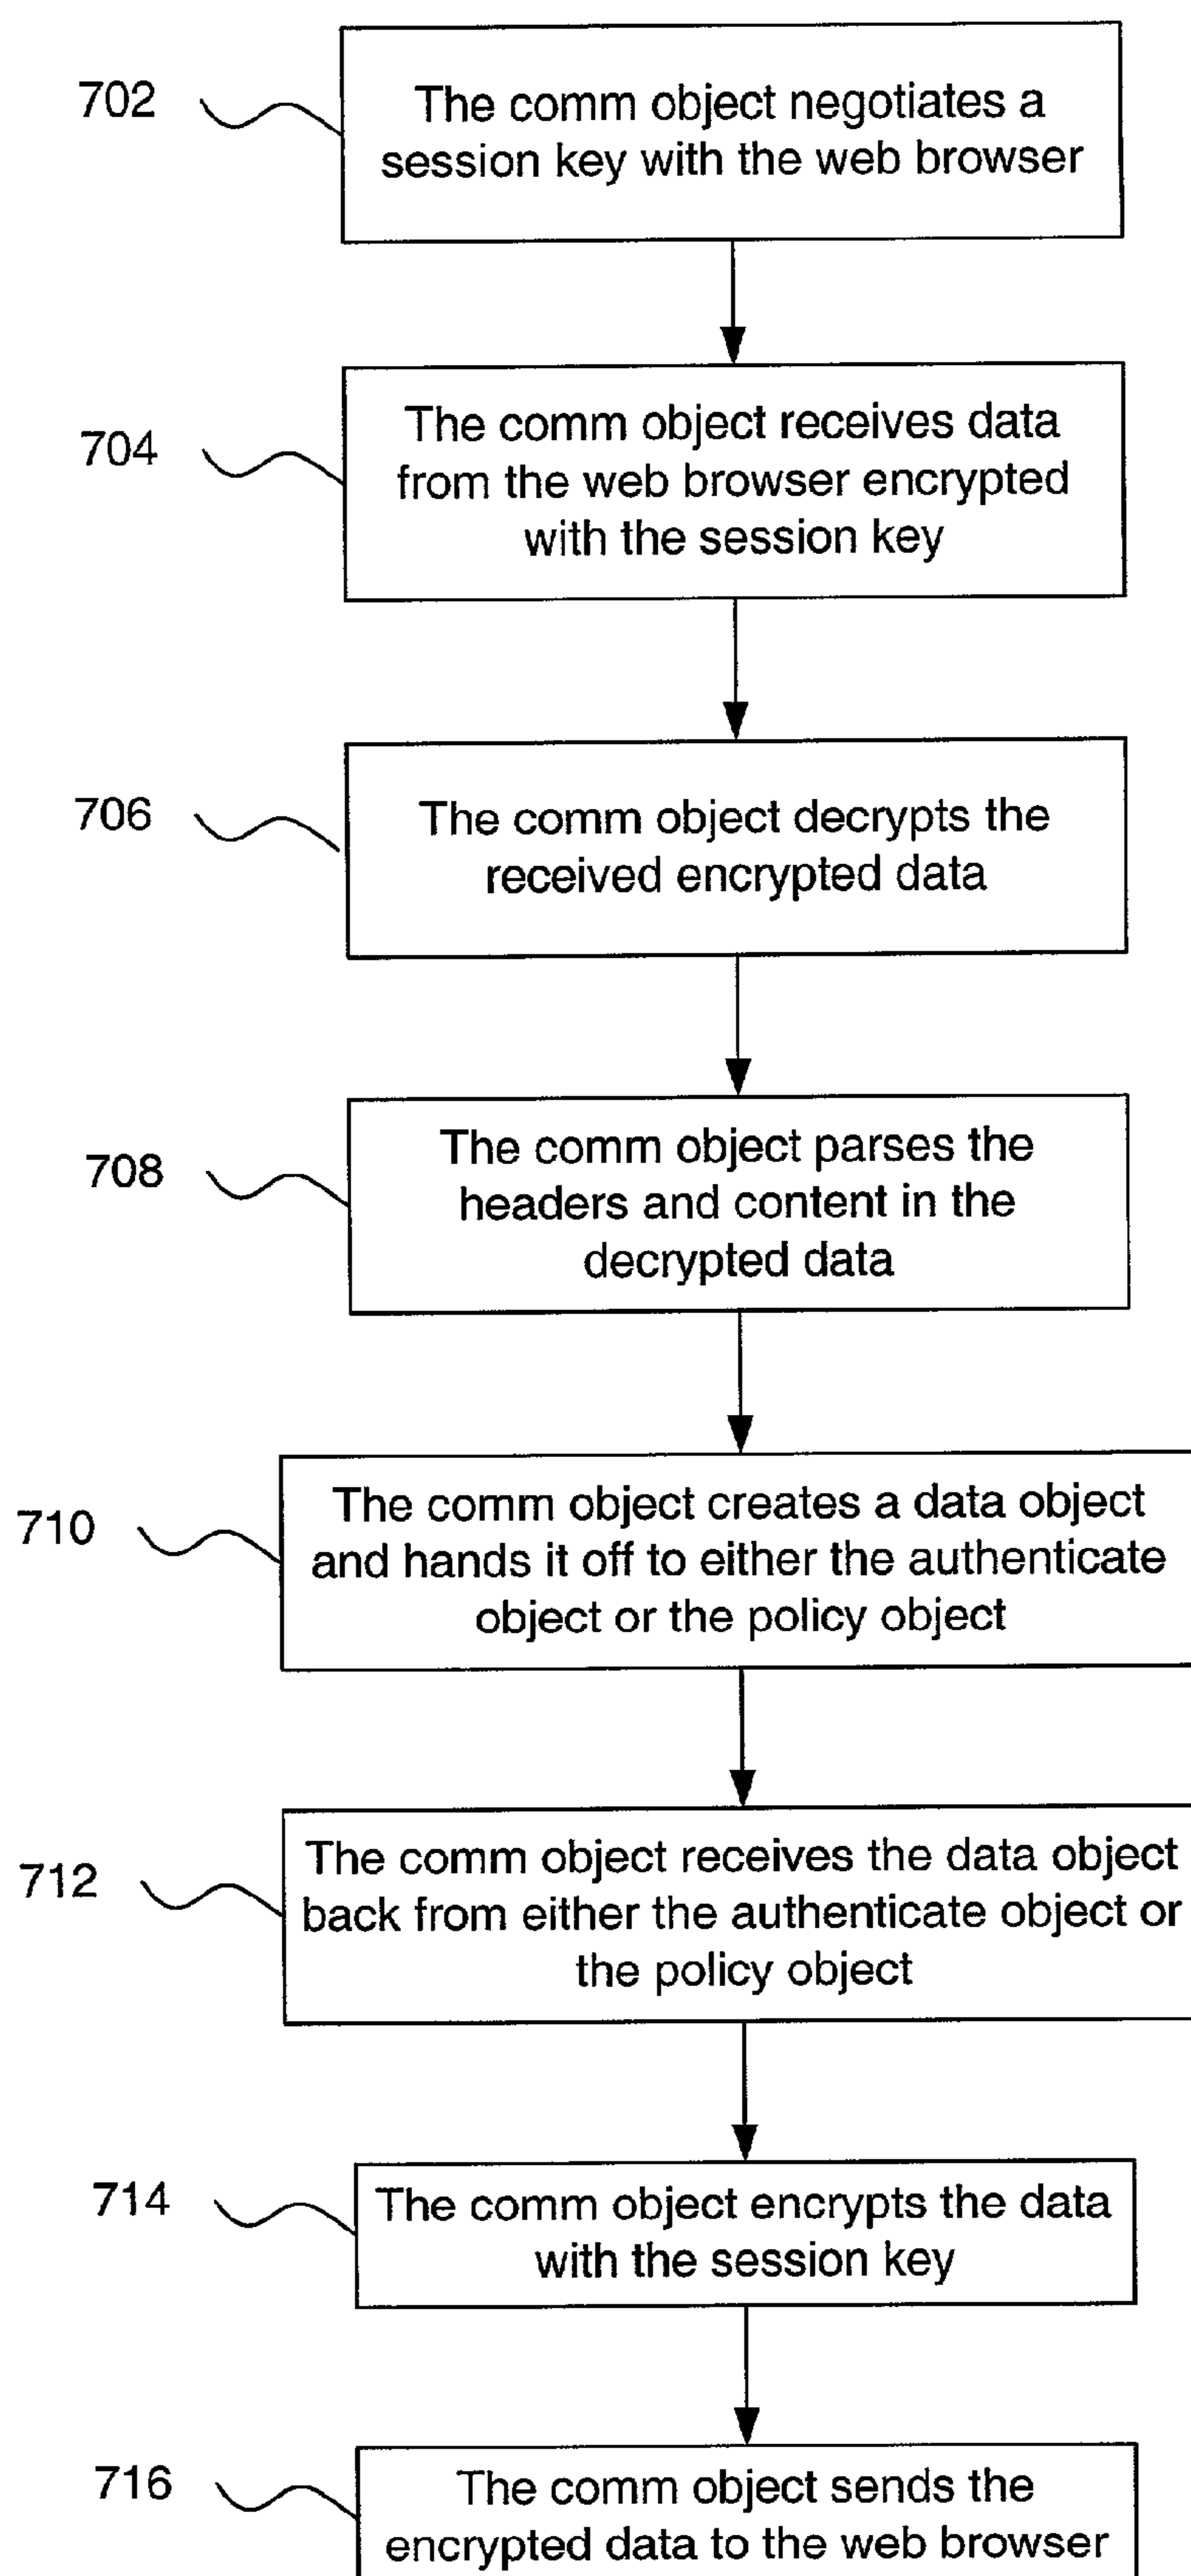 702
The comm object negotiates a
session key with the web browser
704
The comm object receives data
from the web browser encrypted
with the session key
706
The comm object decrypts the
received encrypted data
708
The comm object parses the
headers and content in the
decrypted data
710
The comm object creates a data object
and hands it off to either the authenticate
object or the policy object
712
The comm object receives the data object
back from either the authenticate object or
the policy object
714
The comm object encrypts the data
with the session key
716
The comm object sends the
encrypted data to the web browser